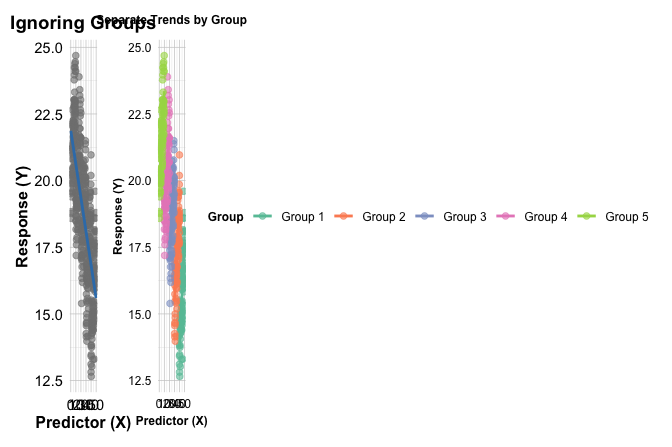 Ignoring Groups
Separate Trends by Group
25.0
22.5
20.0
17.5
15.0
12.5
Response (Y)
Predictor (X)
25.0
22.5
20.0
17.5
15.0
12.5
Response (Y)
Predictor (X)
Group
Group 1
Group 2
Group 3
Group 4
Group 5